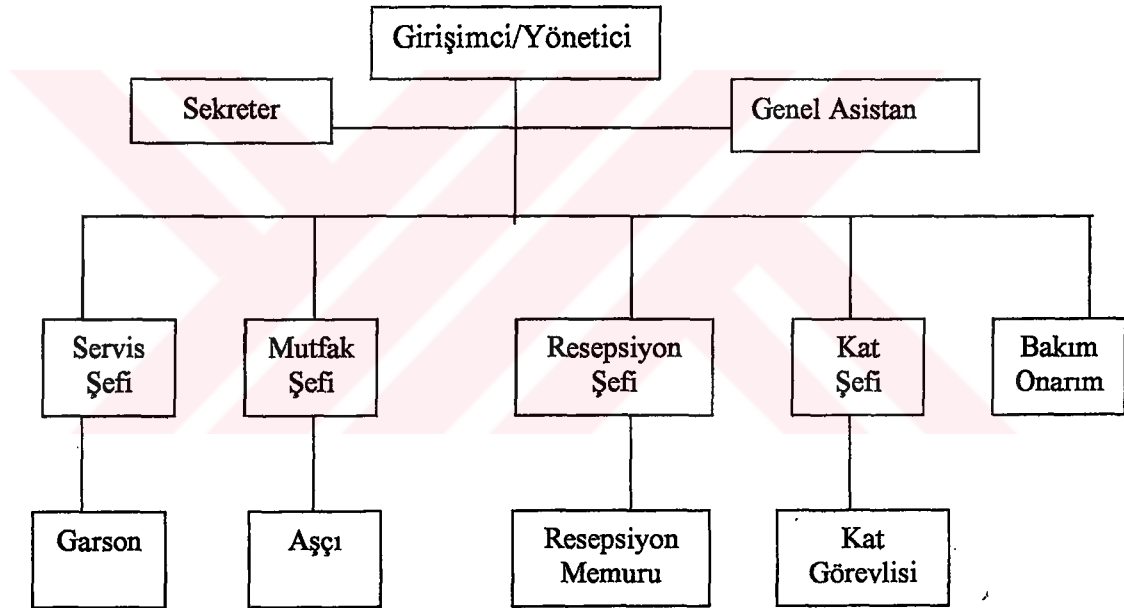 Girişimci/Yönetici
Sekreter
Genel Asistan
Servis
Şefi
Mutfak
Şefi
Resepsiyon
Şefi
Kat
Şefi
Bakım
Onarım
Garson
Aşçı
Resepsiyon
Memuru
Kat
Görevlisi